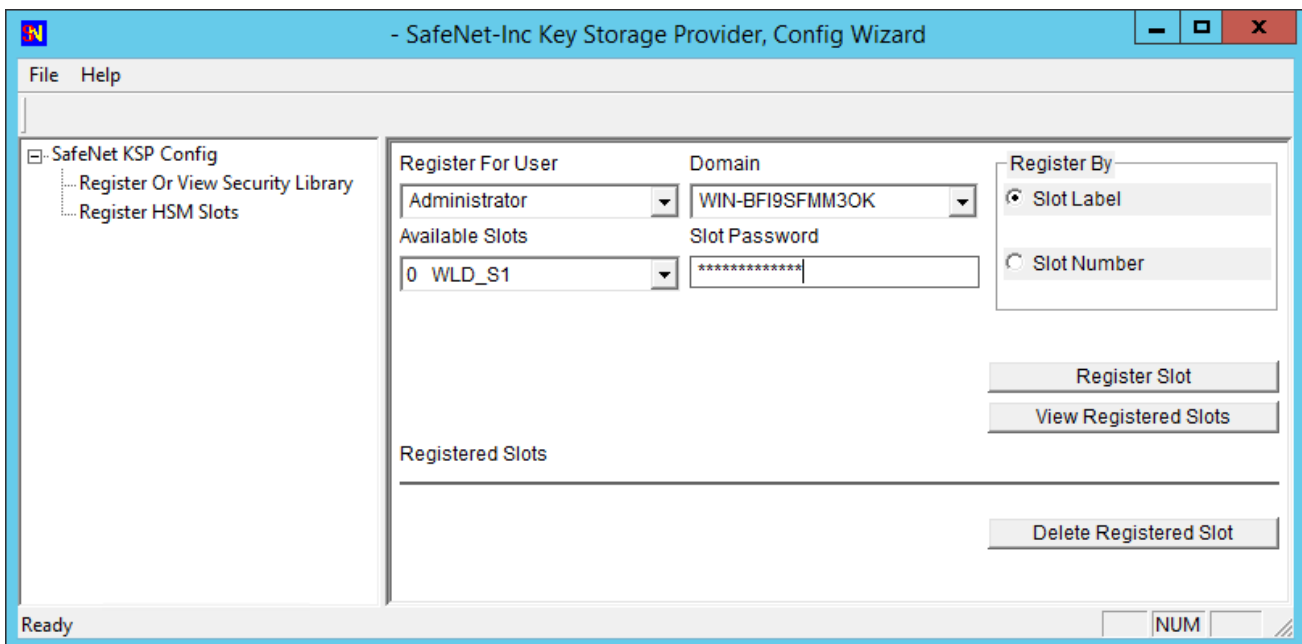 SN
- SafeNet-Inc Key Storage Provider, Config Wizard
x
File Help
SafeNet KSP Config
Register Or View Security Library
Register HSM Slots
Register For User Domain
Administrator WIN-BFI9SFMM3OK
Available Slots Slot Password
0 WLD_S1 *************
Register By
Slot Label
Slot Number
Register Slot
View Registered Slots
Registered Slots
Delete Registered Slot
Ready NUM